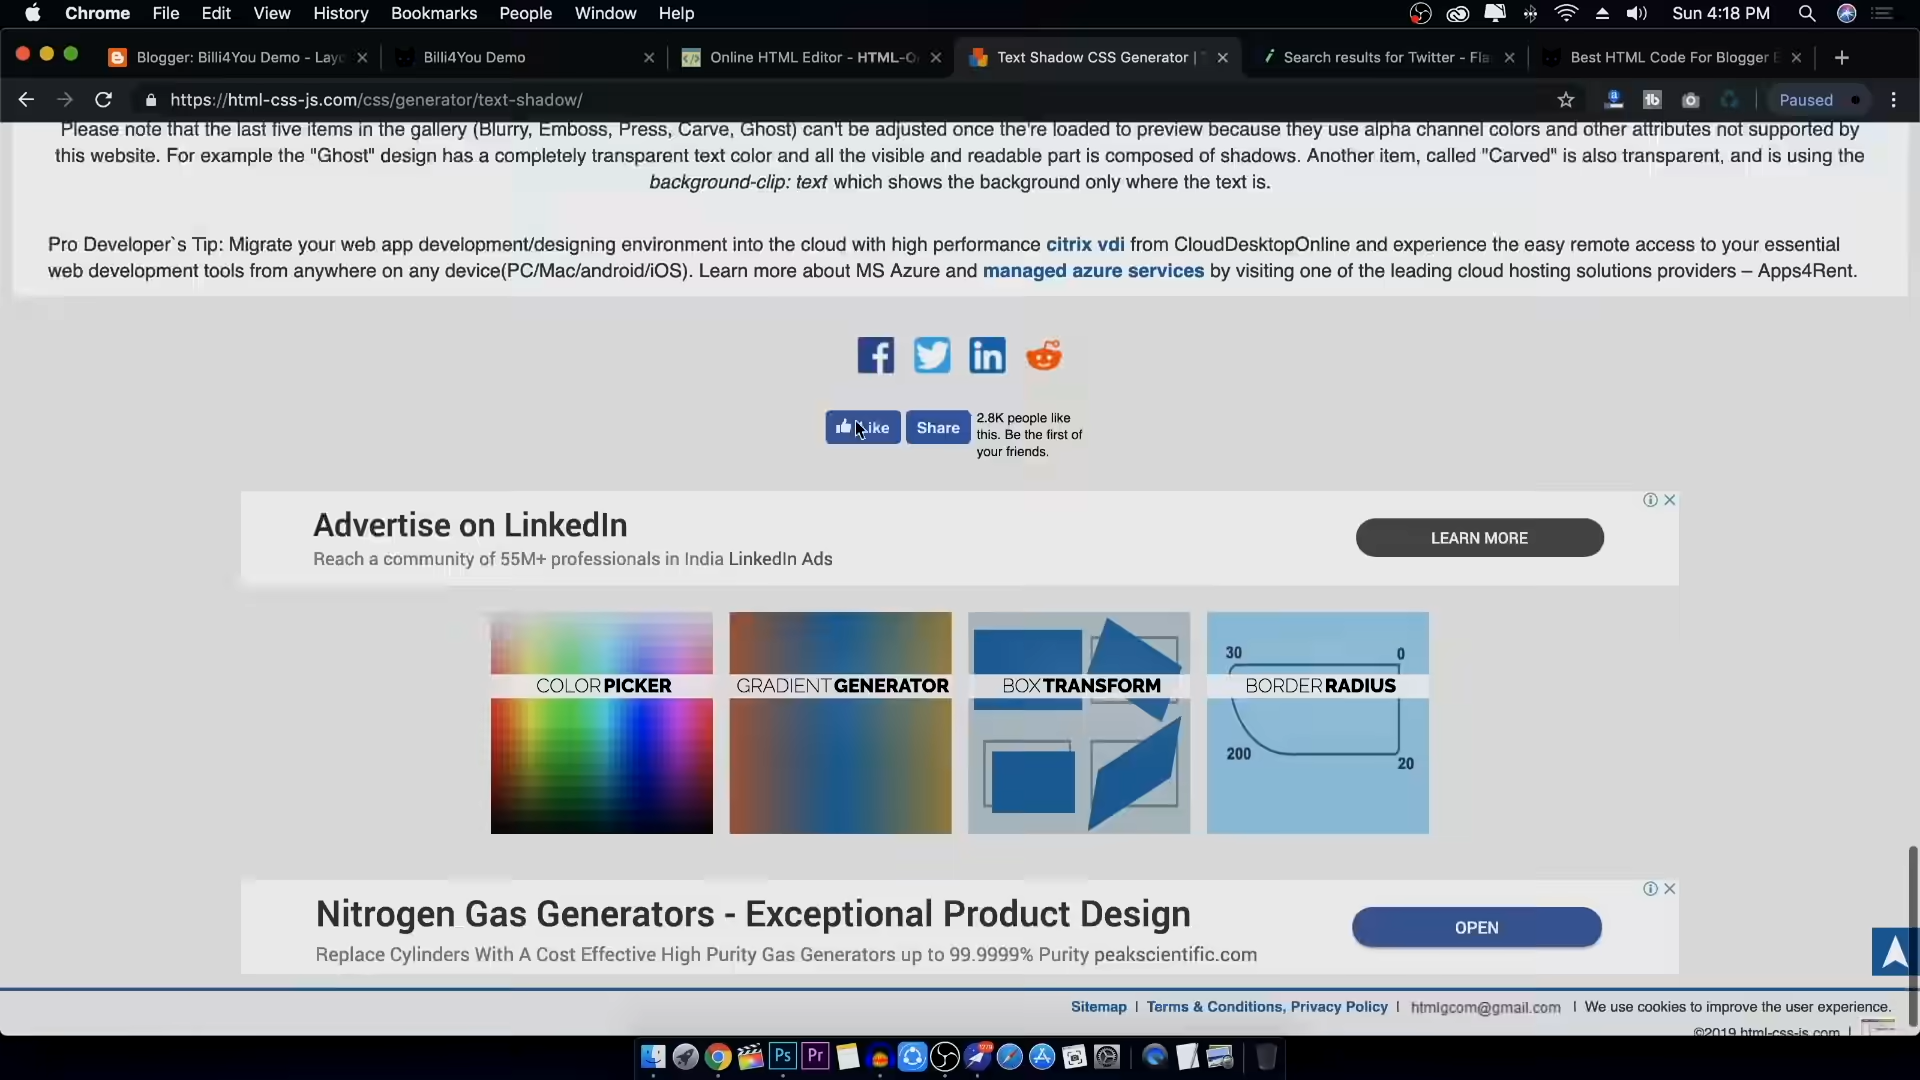 Chrome File Edit View History Bookmarks People Window Help Sun 4:18 PM
Blogger: Billi4You Demo - Layo Billi4You Demo Online HTML Editor - HTML-O Text Shadow CSS Generator | Search results for Twitter - Fla Best HTML Code For Blogger
https://html-css-js.com/css/generator/text-shadow/ Paused
Please note that the last five items in the gallery (Blurry, Emboss, Press, Carve, Ghost) can't be adjusted once the're loaded to preview because they use alpha channel colors and other attributes not supported by
this website. For example the "Ghost" design has a completely transparent text color and all the visible and readable part is composed of shadows. Another item, called "Carved" is also transparent, and is using the
background-clip: text which shows the background only where the text is.
Pro Developer`s Tip: Migrate your web app development/designing environment into the cloud with high performance citrix vdi from CloudDesktopOnline and experience the easy remote access to your essential
web development tools from anywhere on any device(PC/Mac/android/iOS). Learn more about MS Azure and managed azure services by visiting one of the leading cloud hosting solutions providers – Apps4Rent.
Like Share 2.8K people like
this. Be the first of
your friends.
Advertise on LinkedIn
Reach a community of 55M+ professionals in India LinkedIn Ads
LEARN MORE
30 0
COLORPICKER GRADIENTGENERATOR BOXTRANSFORM BORDERRADIUS
200 20
Nitrogen Gas Generators - Exceptional Product Design
Replace Cylinders With A Cost Effective High Purity Gas Generators up to 99.9999% Purity peakscientific.com
OPEN
Sitemap | Terms & Conditions, Privacy Policy | htmlgcom@gmail.com | We use cookies to improve the user experience.
©2019 html-css-js.com |
Ps Pr